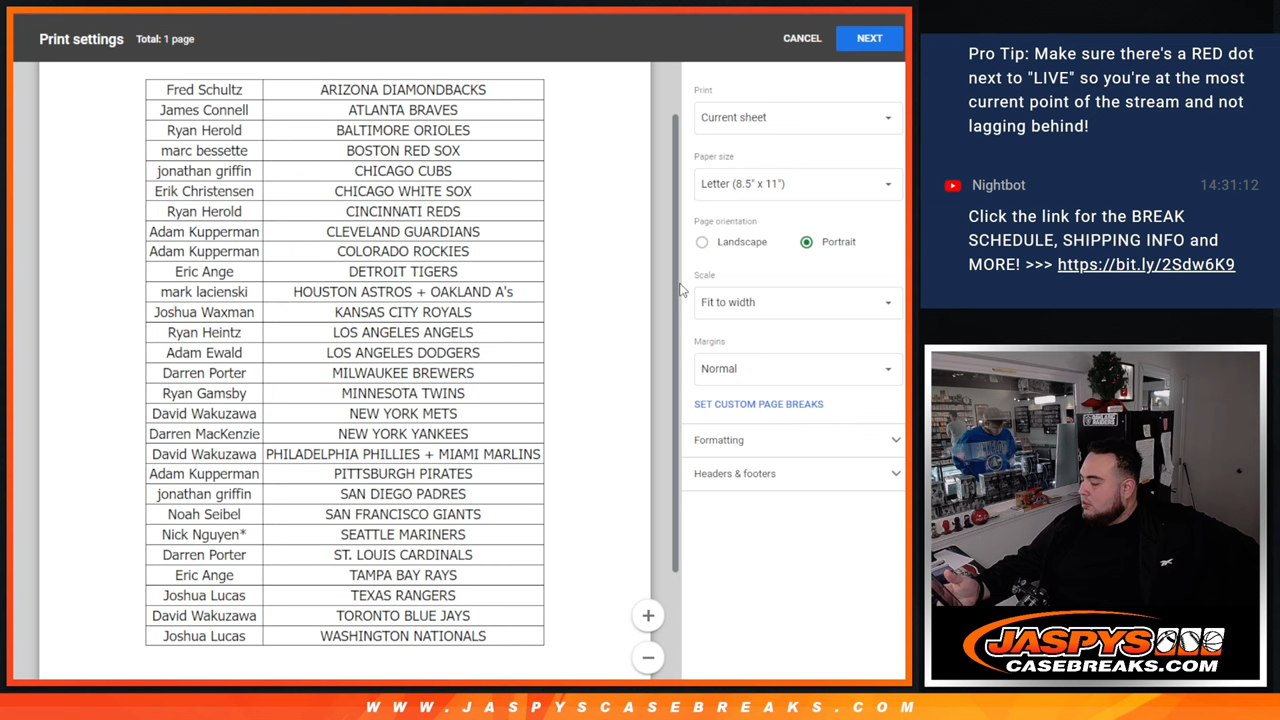 Print settings Total: 1 page CANCEL NEXT
Fred Schultz ARIZONA DIAMONDBACKS
James Connell ATLANTA BRAVES
Ryan Herold BALTIMORE ORIOLES
marc bessette BOSTON RED SOX
jonathan griffin CHICAGO CUBS
Erik Christensen CHICAGO WHITE SOX
Ryan Herold CINCINNATI REDS
Adam Kupperman CLEVELAND GUARDIANS
Adam Kupperman COLORADO ROCKIES
Eric Ange DETROIT TIGERS
mark lacienski HOUSTON ASTROS + OAKLAND A's
Joshua Waxman KANSAS CITY ROYALS
Ryan Heintz LOS ANGELES ANGELS
Adam Ewald LOS ANGELES DODGERS
Darren Porter MILWAUKEE BREWERS
Ryan Gamsby MINNESOTA TWINS
David Wakuzawa NEW YORK METS
Darren MacKenzie NEW YORK YANKEES
David Wakuzawa PHILADELPHIA PHILLIES + MIAMI MARLINS
Adam Kupperman PITTSBURGH PIRATES
jonathan griffin SAN DIEGO PADRES
Noah Seibel SAN FRANCISCO GIANTS
Nick Nguyen* SEATTLE MARINERS
Darren Porter ST. LOUIS CARDINALS
Eric Ange TAMPA BAY RAYS
Joshua Lucas TEXAS RANGERS
David Wakuzawa TORONTO BLUE JAYS
Joshua Lucas WASHINGTON NATIONALS
Print
Current sheet
Paper size
Letter (8.5" x 11")
Page orientation
Landscape Portrait
Scale
Fit to width
Margins
Normal
SET CUSTOM PAGE BREAKS
Formatting
Headers & footers
Pro Tip: Make sure there's a RED dot
next to "LIVE" so you're at the most
current point of the stream and not
lagging behind!
Nightbot 14:31:12
Click the link for the BREAK
SCHEDULE, SHIPPING INFO and
MORE! >>> https://bit.ly/2Sdw6K9
JASPYS
CASEBREAKS.COM
WWW.JASPYSCASEBREAKS.COM